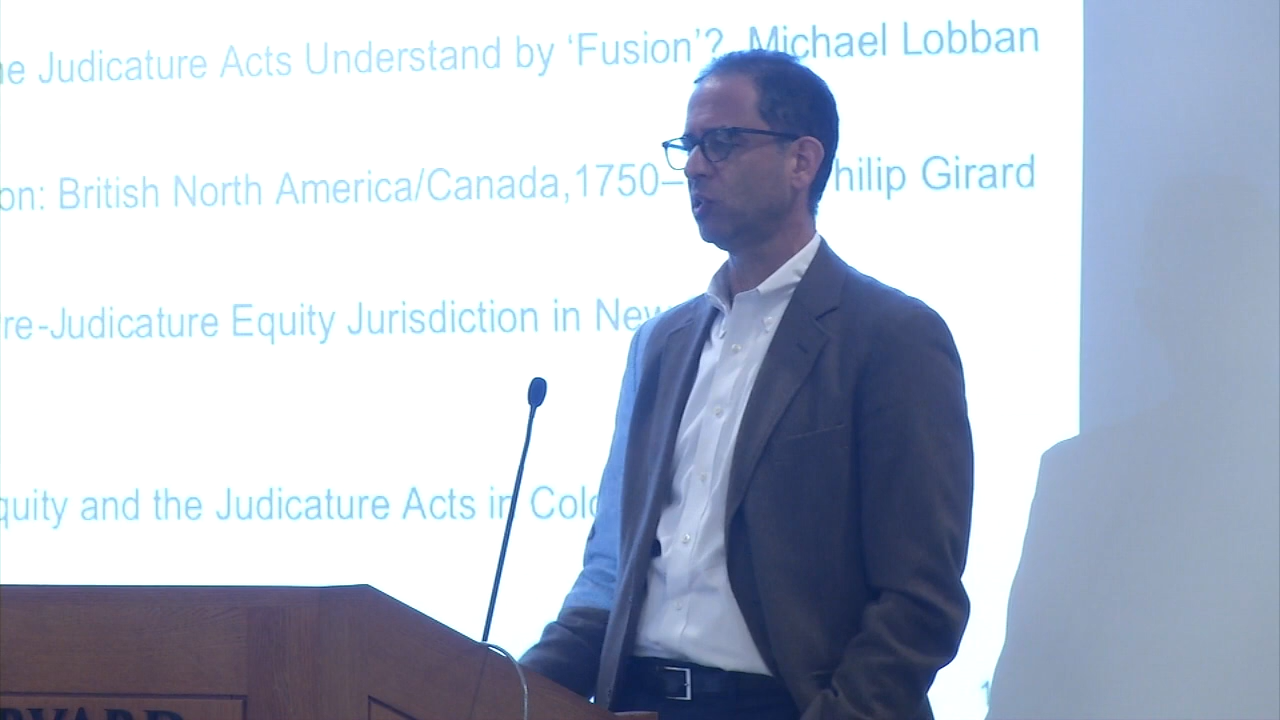 he Judicature Acts Understand by ‘Fusion’? Michael Lobban
on: British North America/Canada,1750– hilip Girard
re-Judicature Equity Jurisdiction in New
quity and the Judicature Acts in Colo
RVARD